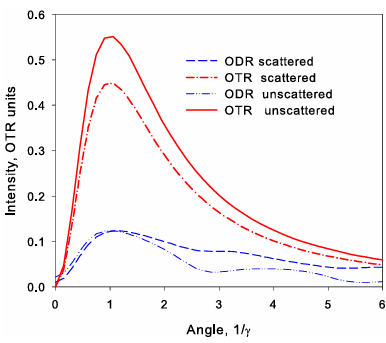 0.6
0.5
0.4
0.3
0.2
0.1
0.0
Intensity, OTR units
ODR scattered
OTR scattered
ODR unscattered
OTR unscattered
0 1 2 3 4 5 6
Angle, 1/γ